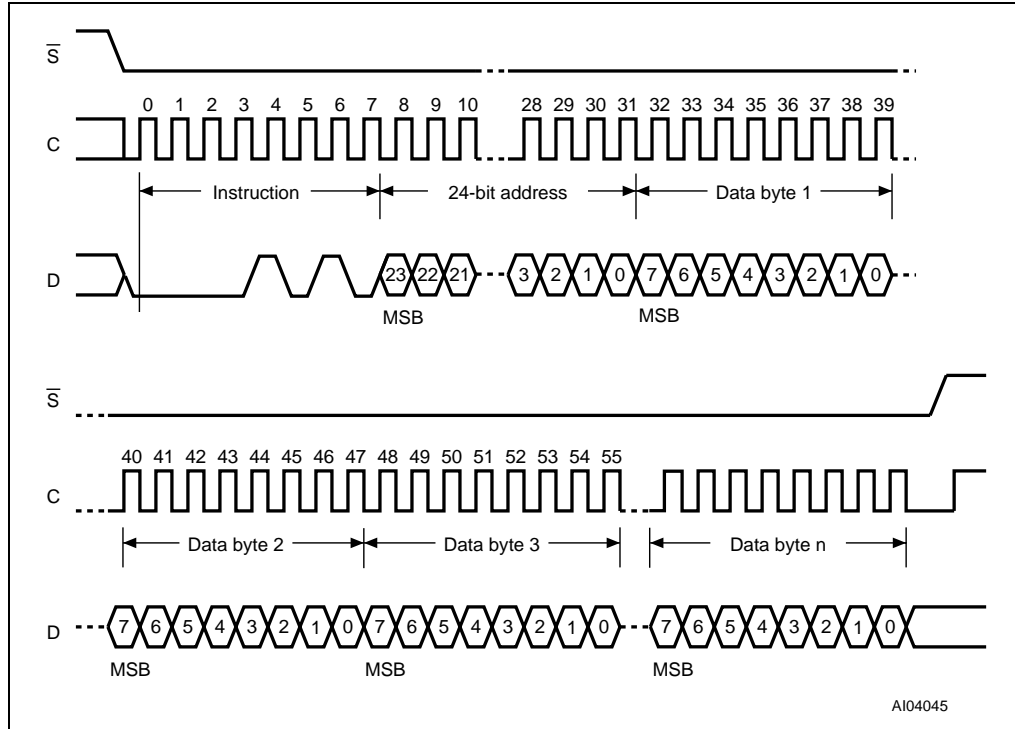 S̅
0 1 2 3 4 5 6 7 8 9 10 28 29 30 31 32 33 34 35 36 37 38 39
C
Instruction 24-bit address Data byte 1
D 23 22 21 3 2 1 0 7 6 5 4 3 2 1 0
MSB MSB
S̅
40 41 42 43 44 45 46 47 48 49 50 51 52 53 54 55
C
Data byte 2 Data byte 3 Data byte n
D 7 6 5 4 3 2 1 0 7 6 5 4 3 2 1 0 7 6 5 4 3 2 1 0
MSB MSB MSB
AI04045